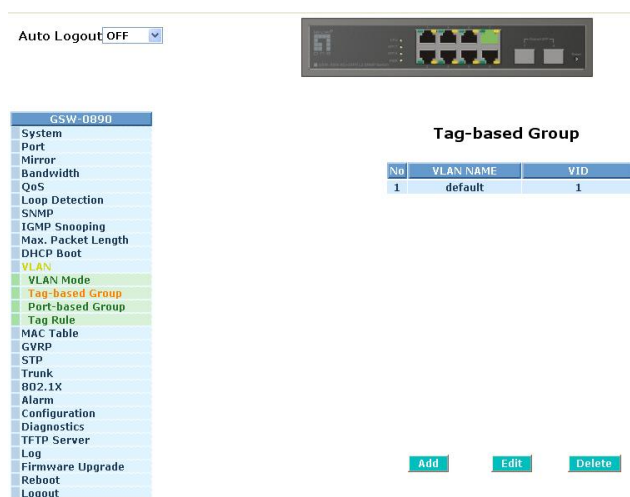 Auto Logout OFF
GSW-0890
System
Port
Mirror
Bandwidth
QoS
Loop Detection
SNMP
IGMP Snooping
Max. Packet Length
DHCP Boot
VLAN
VLAN Mode
Tag-based Group
Port-based Group
Tag Rule
MAC Table
GVRP
STP
Trunk
802.1X
Alarm
Configuration
Diagnostics
TFTP Server
Log
Firmware Upgrade
Reboot
Logout
Tag-based Group
No VLAN NAME VID
1 default 1
Add Edit Delete